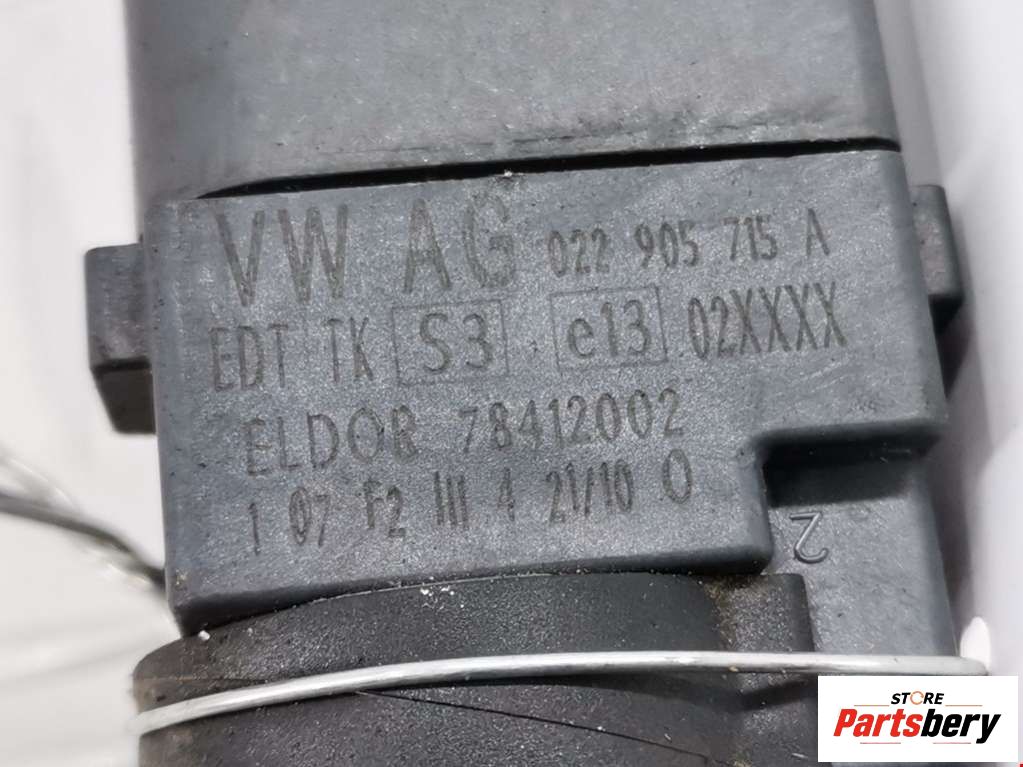 VW AG 022 905 715 A
EDT TK S3 e13 02XXXX
ELDOR 78412002
1 07 F2 III 4 21/10 0
2
STORE
Partsbery